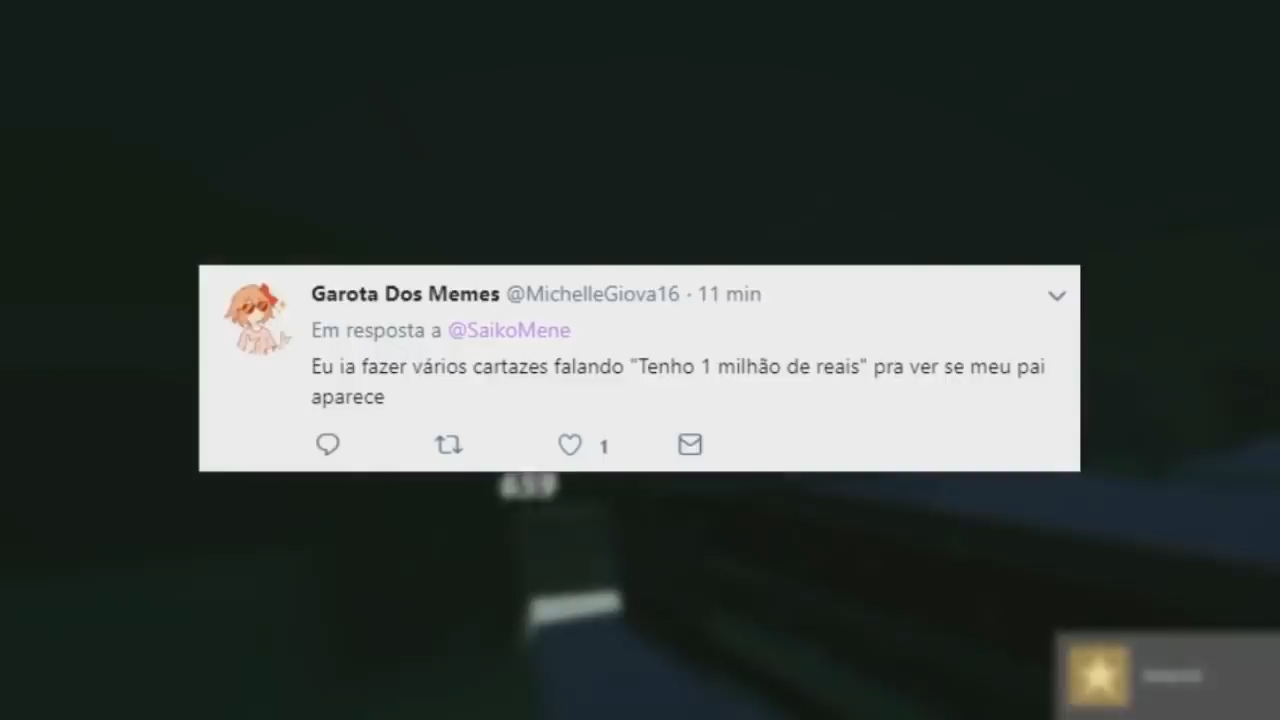 Garota Dos Memes @MichelleGiova16 · 11 min
Em resposta a @SaikoMene
Eu ia fazer vários cartazes falando "Tenho 1 milhão de reais" pra ver se meu pai
aparece
1